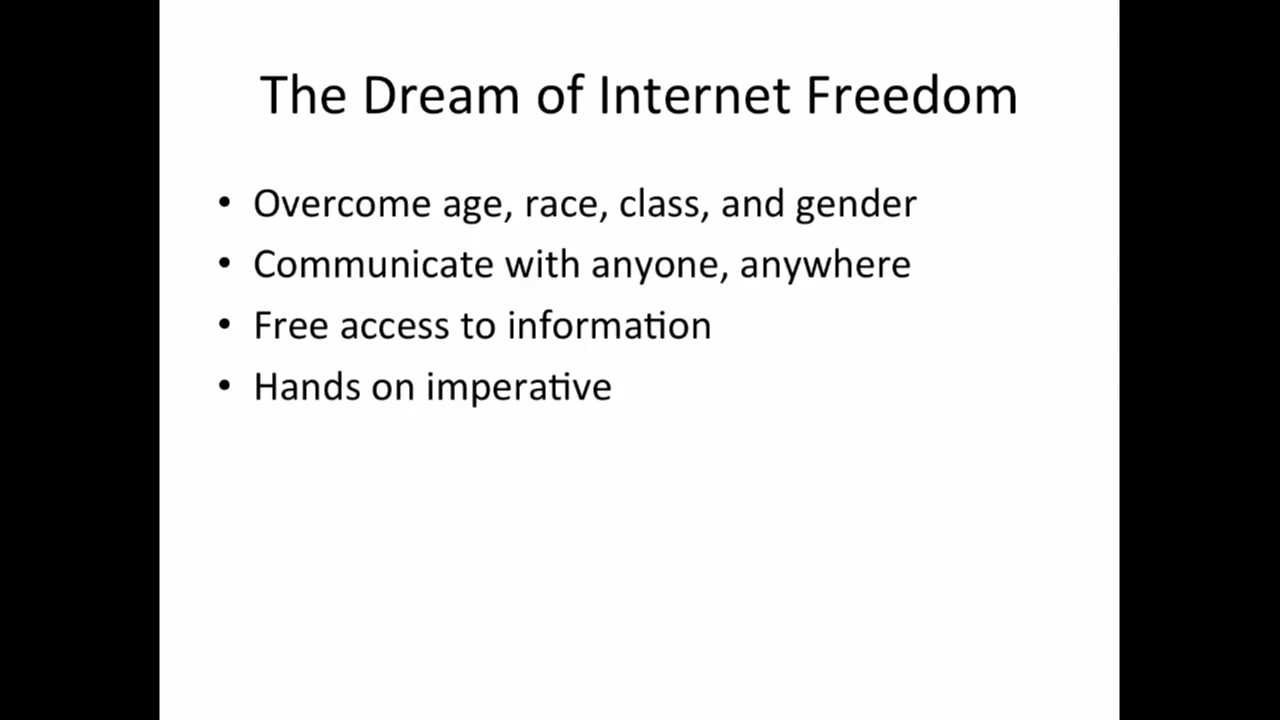 The Dream of Internet Freedom
• Overcome age, race, class, and gender
• Communicate with anyone, anywhere
• Free access to information
• Hands on imperative